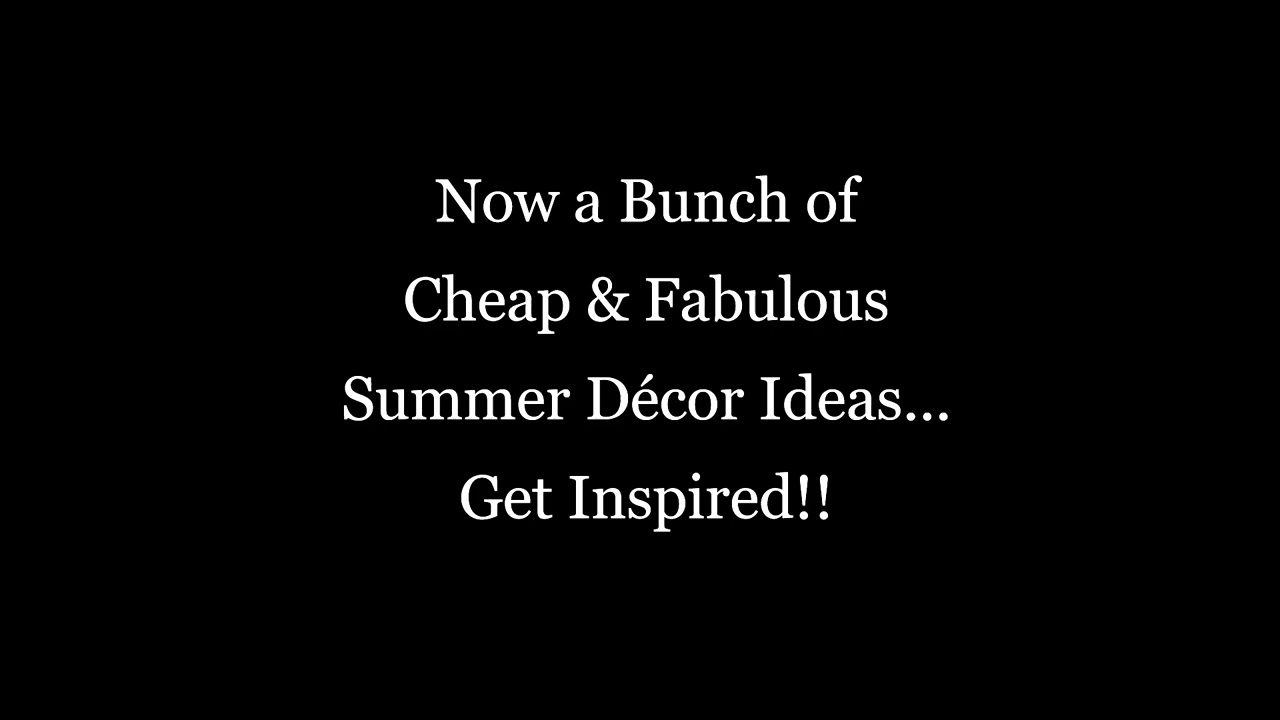 Now a Bunch of
Cheap & Fabulous
Summer Décor Ideas...
Get Inspired!!